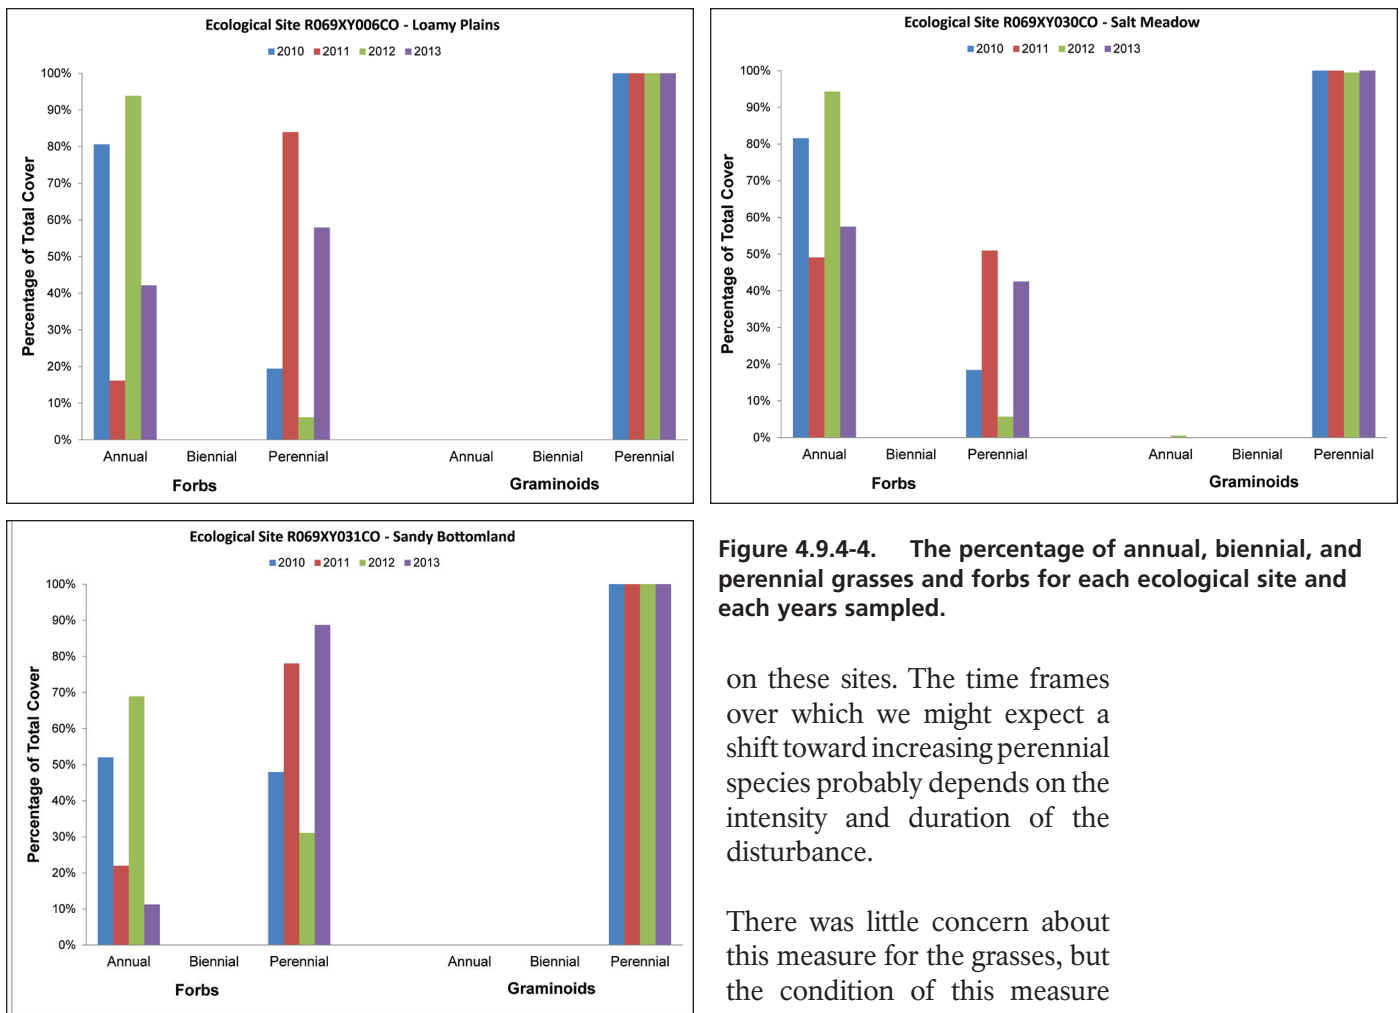 Ecological Site R069XY006CO - Loamy Plains
2010 2011 2012 2013
Percentage of Total Cover
100%
90%
80%
70%
60%
50%
40%
30%
20%
10%
0%
Annual Biennial Perennial Annual Biennial Perennial
Forbs Graminoids
Ecological Site R069XY030CO - Salt Meadow
2010 2011 2012 2013
Percentage of Total Cover
100%
90%
80%
70%
60%
50%
40%
30%
20%
10%
0%
Annual Biennial Perennial Annual Biennial Perennial
Forbs Graminoids
Ecological Site R069XY031CO - Sandy Bottomland
2010 2011 2012 2013
Percentage of Total Cover
100%
90%
80%
70%
60%
50%
40%
30%
20%
10%
0%
Annual Biennial Perennial Annual Biennial Perennial
Forbs Graminoids
Figure 4.9.4-4. The percentage of annual, biennial, and
perennial grasses and forbs for each ecological site and
each years sampled.
on these sites. The time frames
over which we might expect a
shift toward increasing perennial
species probably depends on the
intensity and duration of the
disturbance.
There was little concern about
this measure for the grasses, but
the condition of this measure